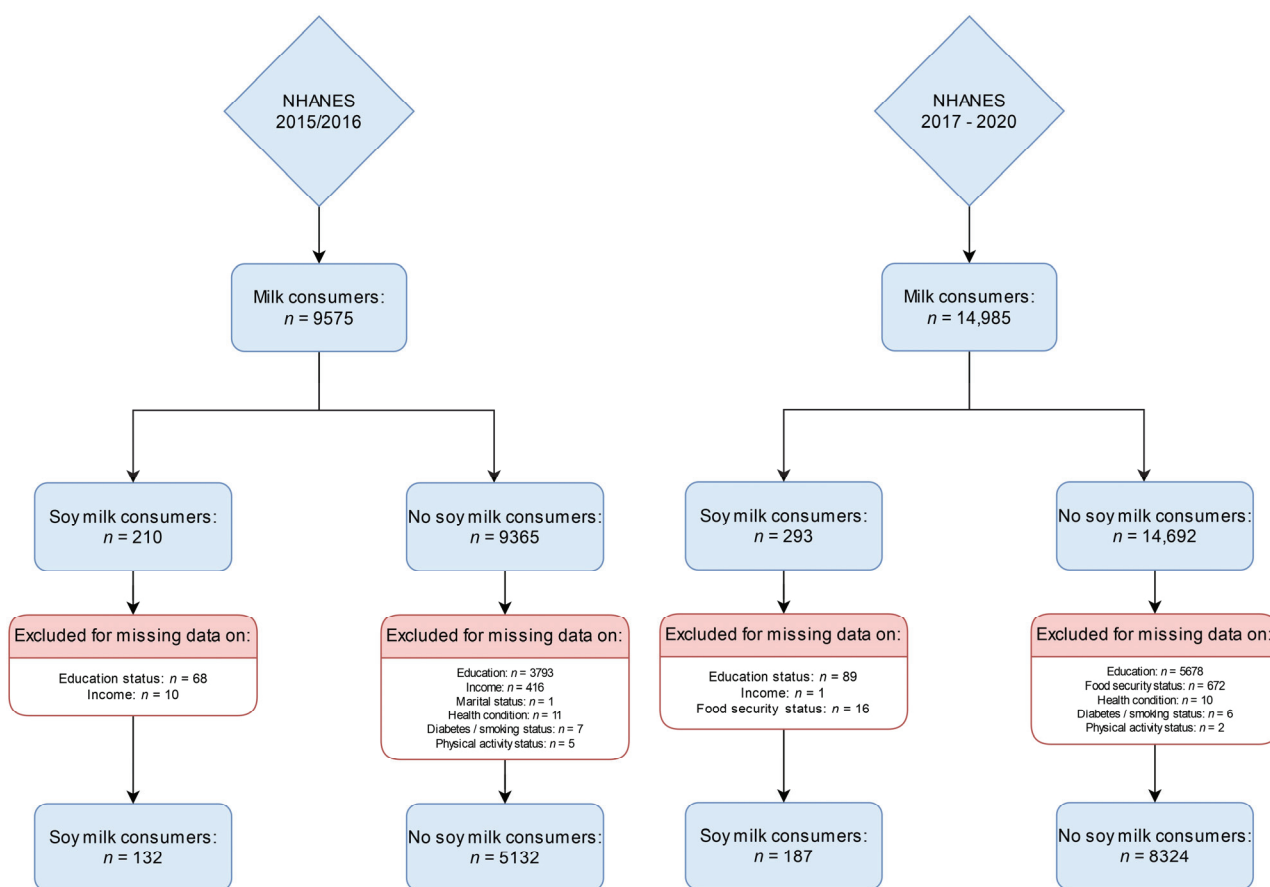 NHANES
2015/2016
Milk consumers:
n = 9575
Soy milk consumers:
n = 210
No soy milk consumers:
n = 9365
Excluded for missing data on:
Education status: n = 68
Income: n = 10
Excluded for missing data on:
Education: n = 3793
Income: n = 416
Marital status: n = 1
Health condition: n = 11
Diabetes / smoking status: n = 7
Physical activity status: n = 5
Soy milk consumers:
n = 132
No soy milk consumers:
n = 5132
NHANES
2017 - 2020
Milk consumers:
n = 14,985
Soy milk consumers:
n = 293
No soy milk consumers:
n = 14,692
Excluded for missing data on:
Education status: n = 89
Income: n = 1
Food security status: n = 16
Excluded for missing data on:
Education: n = 5678
Food security status: n = 672
Health condition: n = 10
Diabetes / smoking status: n = 6
Physical activity status: n = 2
Soy milk consumers:
n = 187
No soy milk consumers:
n = 8324